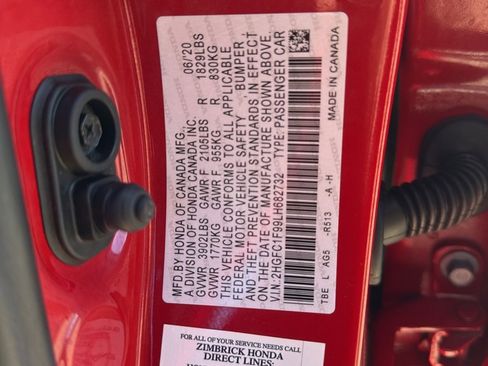 MFD.BY HONDA OF CANADA MFG.
A DIVISION OF HONDA CANADA INC. 06/20
GVWR 3902LBS GAWR F 2105LBS R 1829LBS
GVWR 1770KG GAWR F 955KG R 830KG
THIS VEHICLE CONFORMS TO ALL APPLICABLE
FEDERAL MOTOR VEHICLE SAFETY , BUMPER ,
AND THEFT PREVENTION STANDARDS IN EFFECT
ON THE DATE OF MANUFACTURE SHOWN ABOVE.
V.I.N: 2HGFC1F99LH682732 TYPE: PASSENGER CAR
MADE IN CANADA
TBE L AG5 -R513 -A -H
FOR ALL OF YOUR SERVICE NEEDS CALL
ZIMBRICK HONDA
DIRECT LINES: